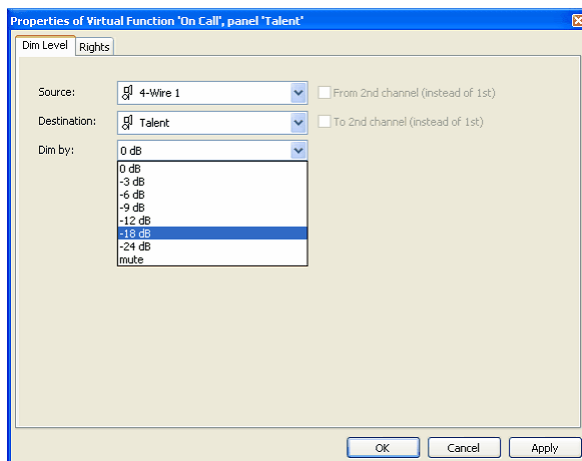 Properties of Virtual Function 'On Call', panel 'Talent'
Dim Level Rights
Source: 4-Wire 1 From 2nd channel (instead of 1st)
Destination: Talent To 2nd channel (instead of 1st)
Dim by: 0 dB
0 dB
-3 dB
-6 dB
-9 dB
-12 dB
-18 dB
-24 dB
mute
OK Cancel Apply